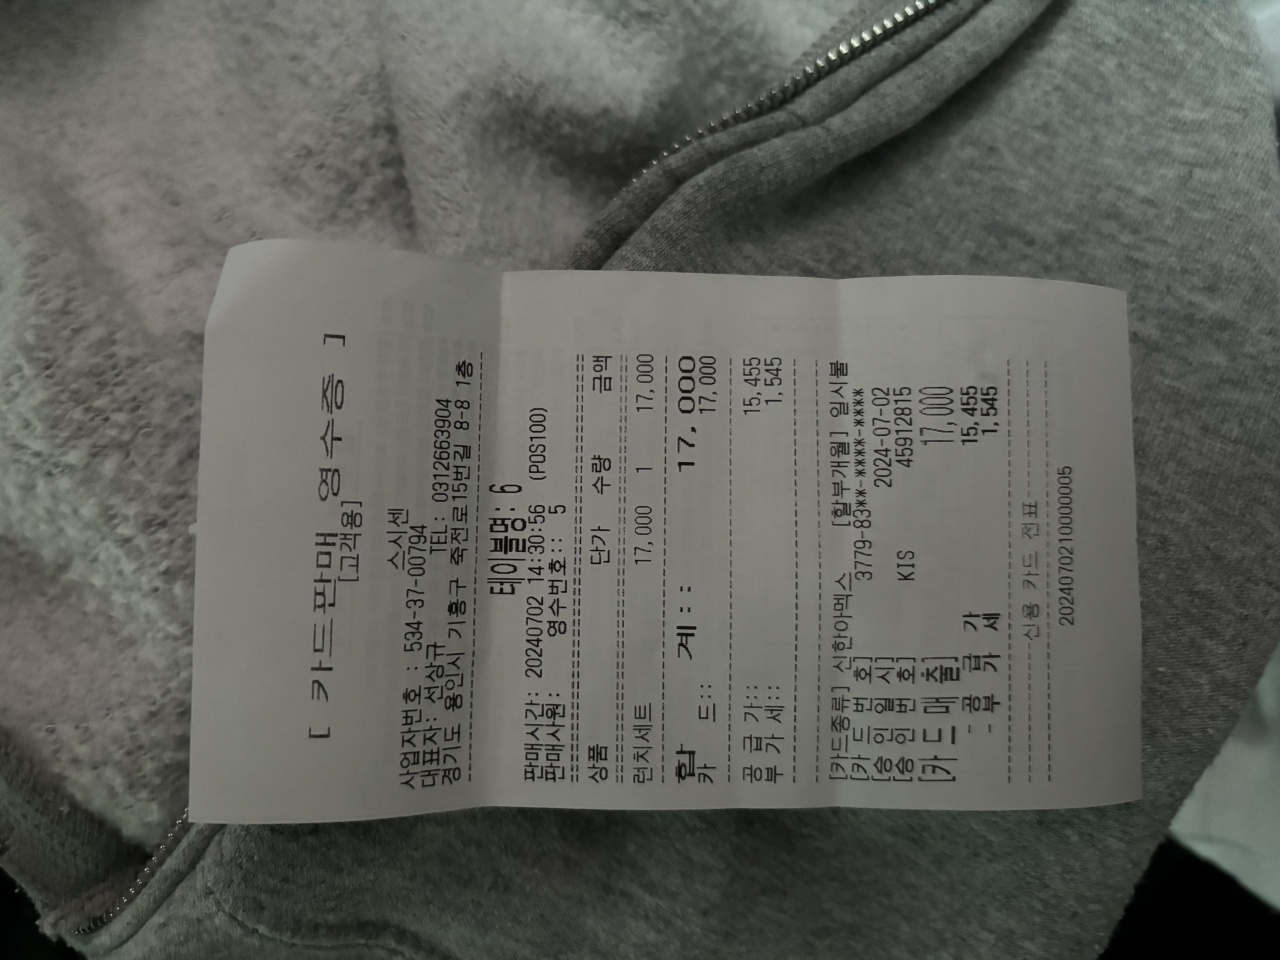 [ 카드판매 영수증 ]
[고객용]
스시센
사업자번호 : 534-37-00794
대표자: 선상규 TEL: 0312663904
경기도 용인시 기흥구 죽전로15번길 8-8 1층
테이블명: 6
판매시간: 20240702 14:30:56 (POS100)
판매사원: 영수번호:: 5
상품 단가 수량 금액
런치세트 17,000 1 17,000
합 계:: 17,000
카 드:: 17,000
공 급 가:: 15,455
부 가 세:: 1,545
[카드종류] 신한아멕스 [할부개월] 일시불
[카 드 번 호] 3779-83**-****-****
[승 인 일 시] 2024-07-02
[승 인 번 호] KIS 45912815
[카 드 매 출] 17,000
- 공 급 가 15,455
- 부 가 세 1,545
신용 카드 전표
2024070210000005